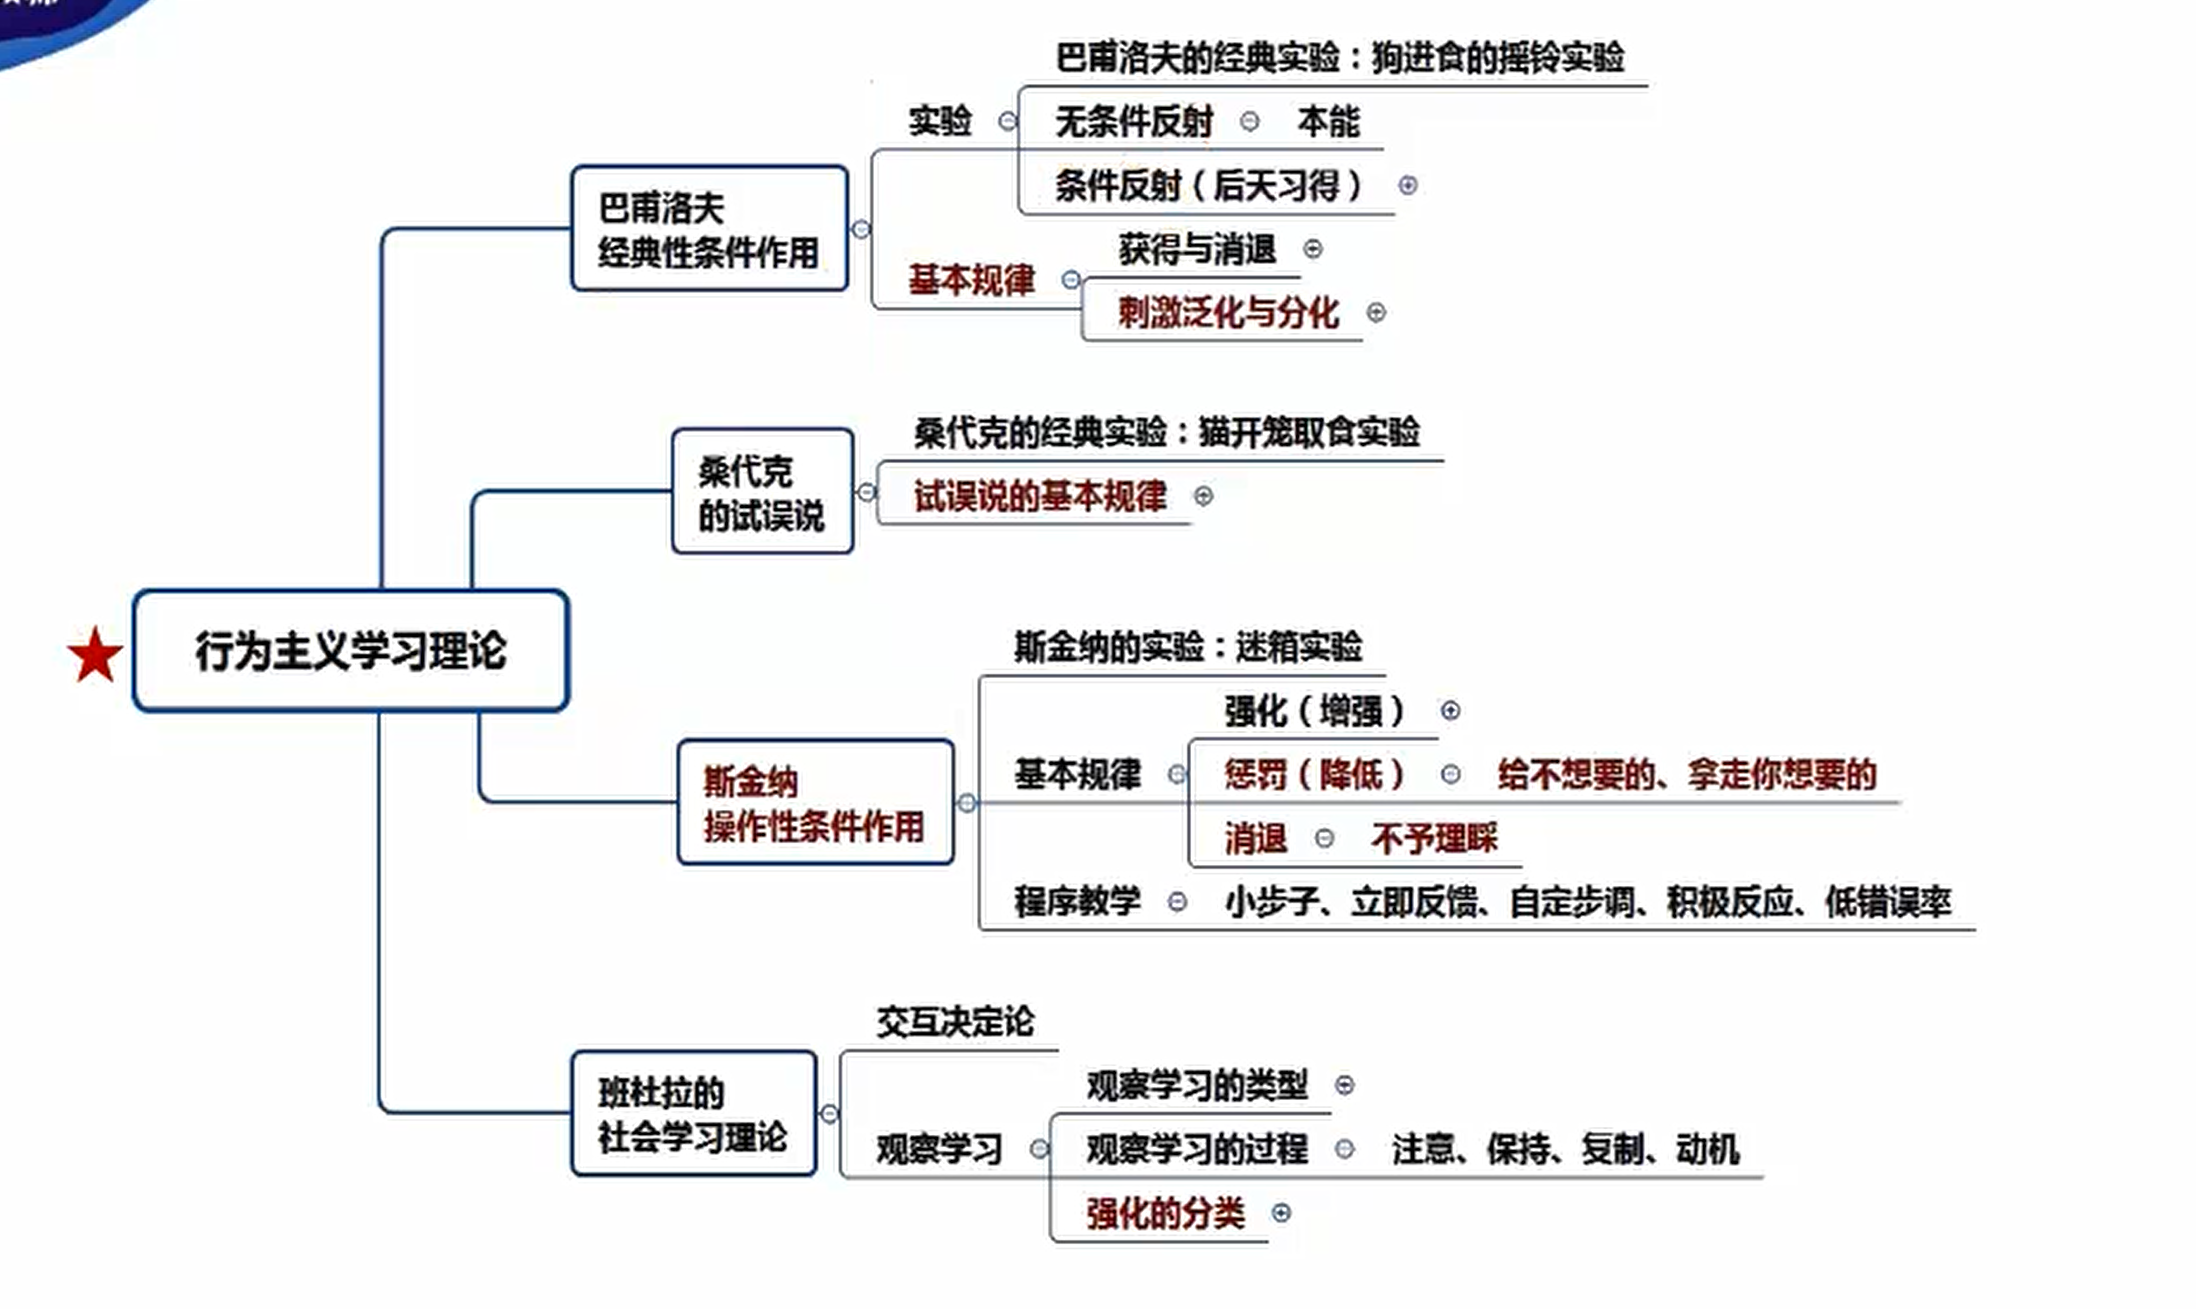 巴甫洛夫的经典实验：狗进食的摇铃实验
实验
无条件反射
本能
条件反射（后天习得）
巴甫洛夫
经典性条件作用
获得与消退
基本规律
刺激泛化与分化
桑代克的经典实验：猫开笼取食实验
桑代克
的试误说
试误说的基本规律
行为主义学习理论
斯金纳的实验：迷箱实验
强化（增强）
基本规律
惩罚（降低）
给不想要的、拿走你想要的
斯金纳
操作性条件作用
消退
不予理睬
程序教学
小步子、立即反馈、自定步调、积极反应、低错误率
交互决定论
班杜拉的
社会学习理论
观察学习的类型
观察学习
观察学习的过程
注意、保持、复制、动机
强化的分类